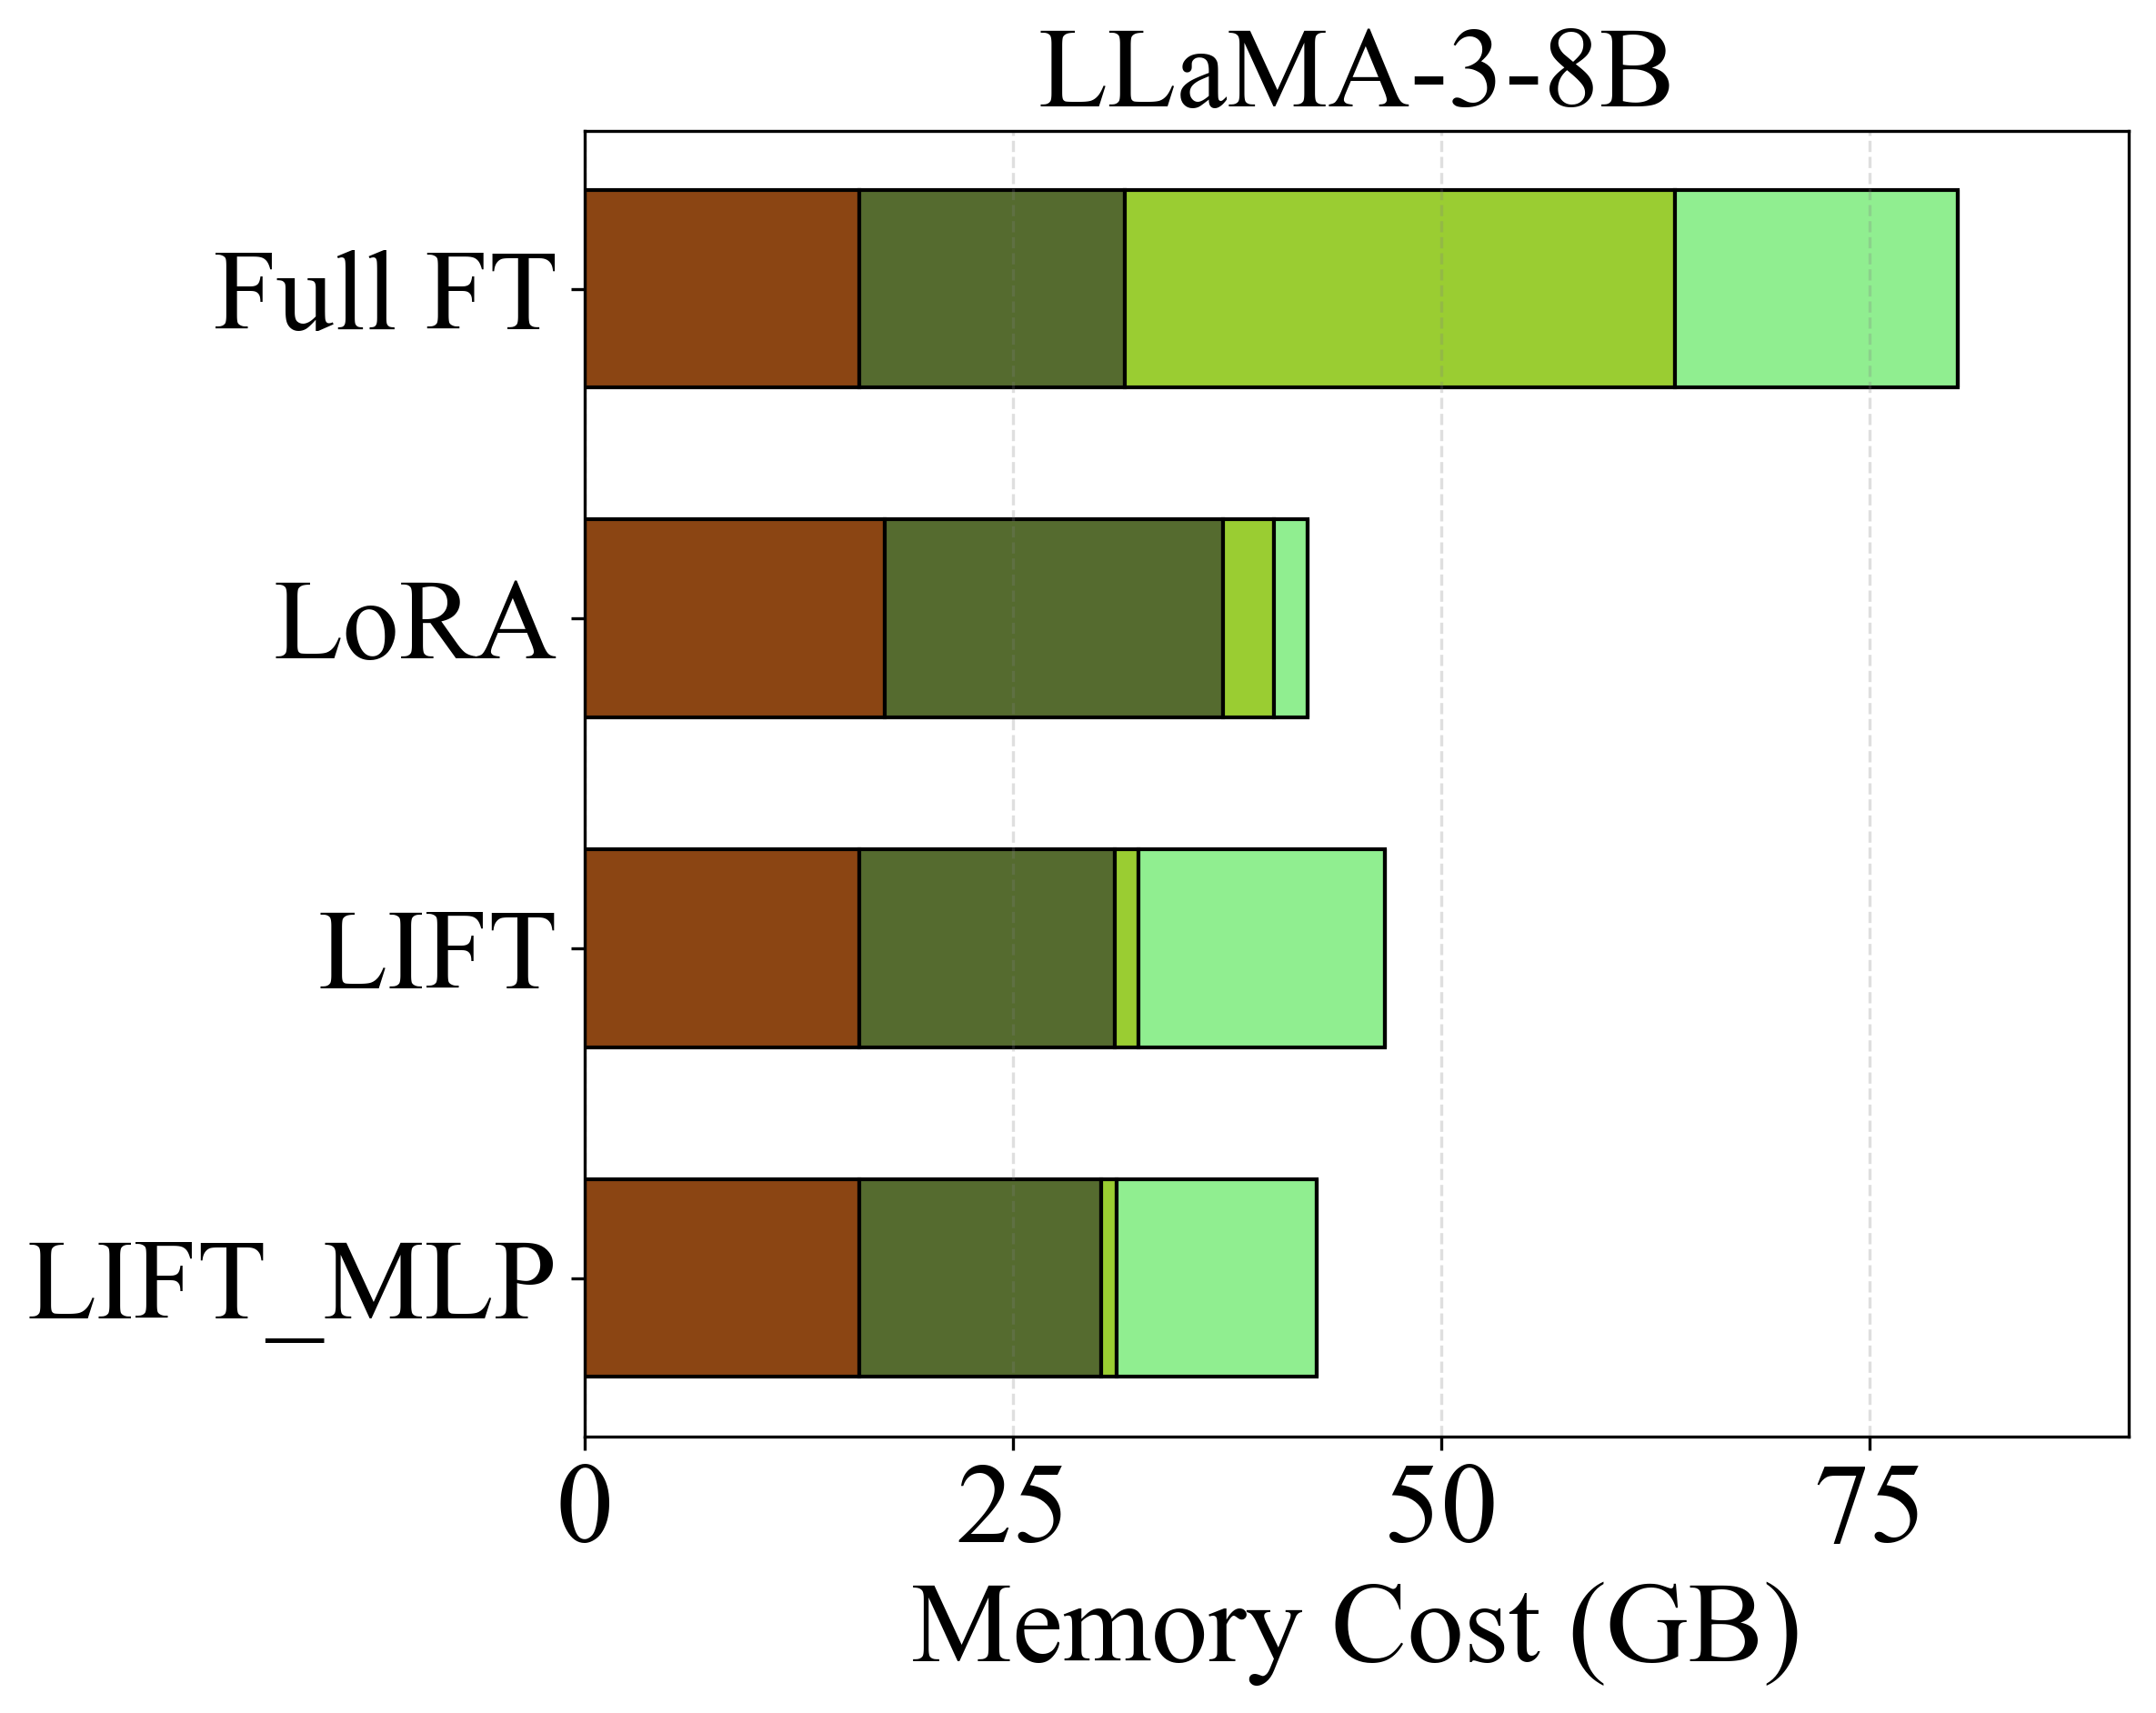 LLaMA-3-8B
Full FT
LoRA
LIFT
LIFT_MLP
0 25 50 75
Memory Cost (GB)